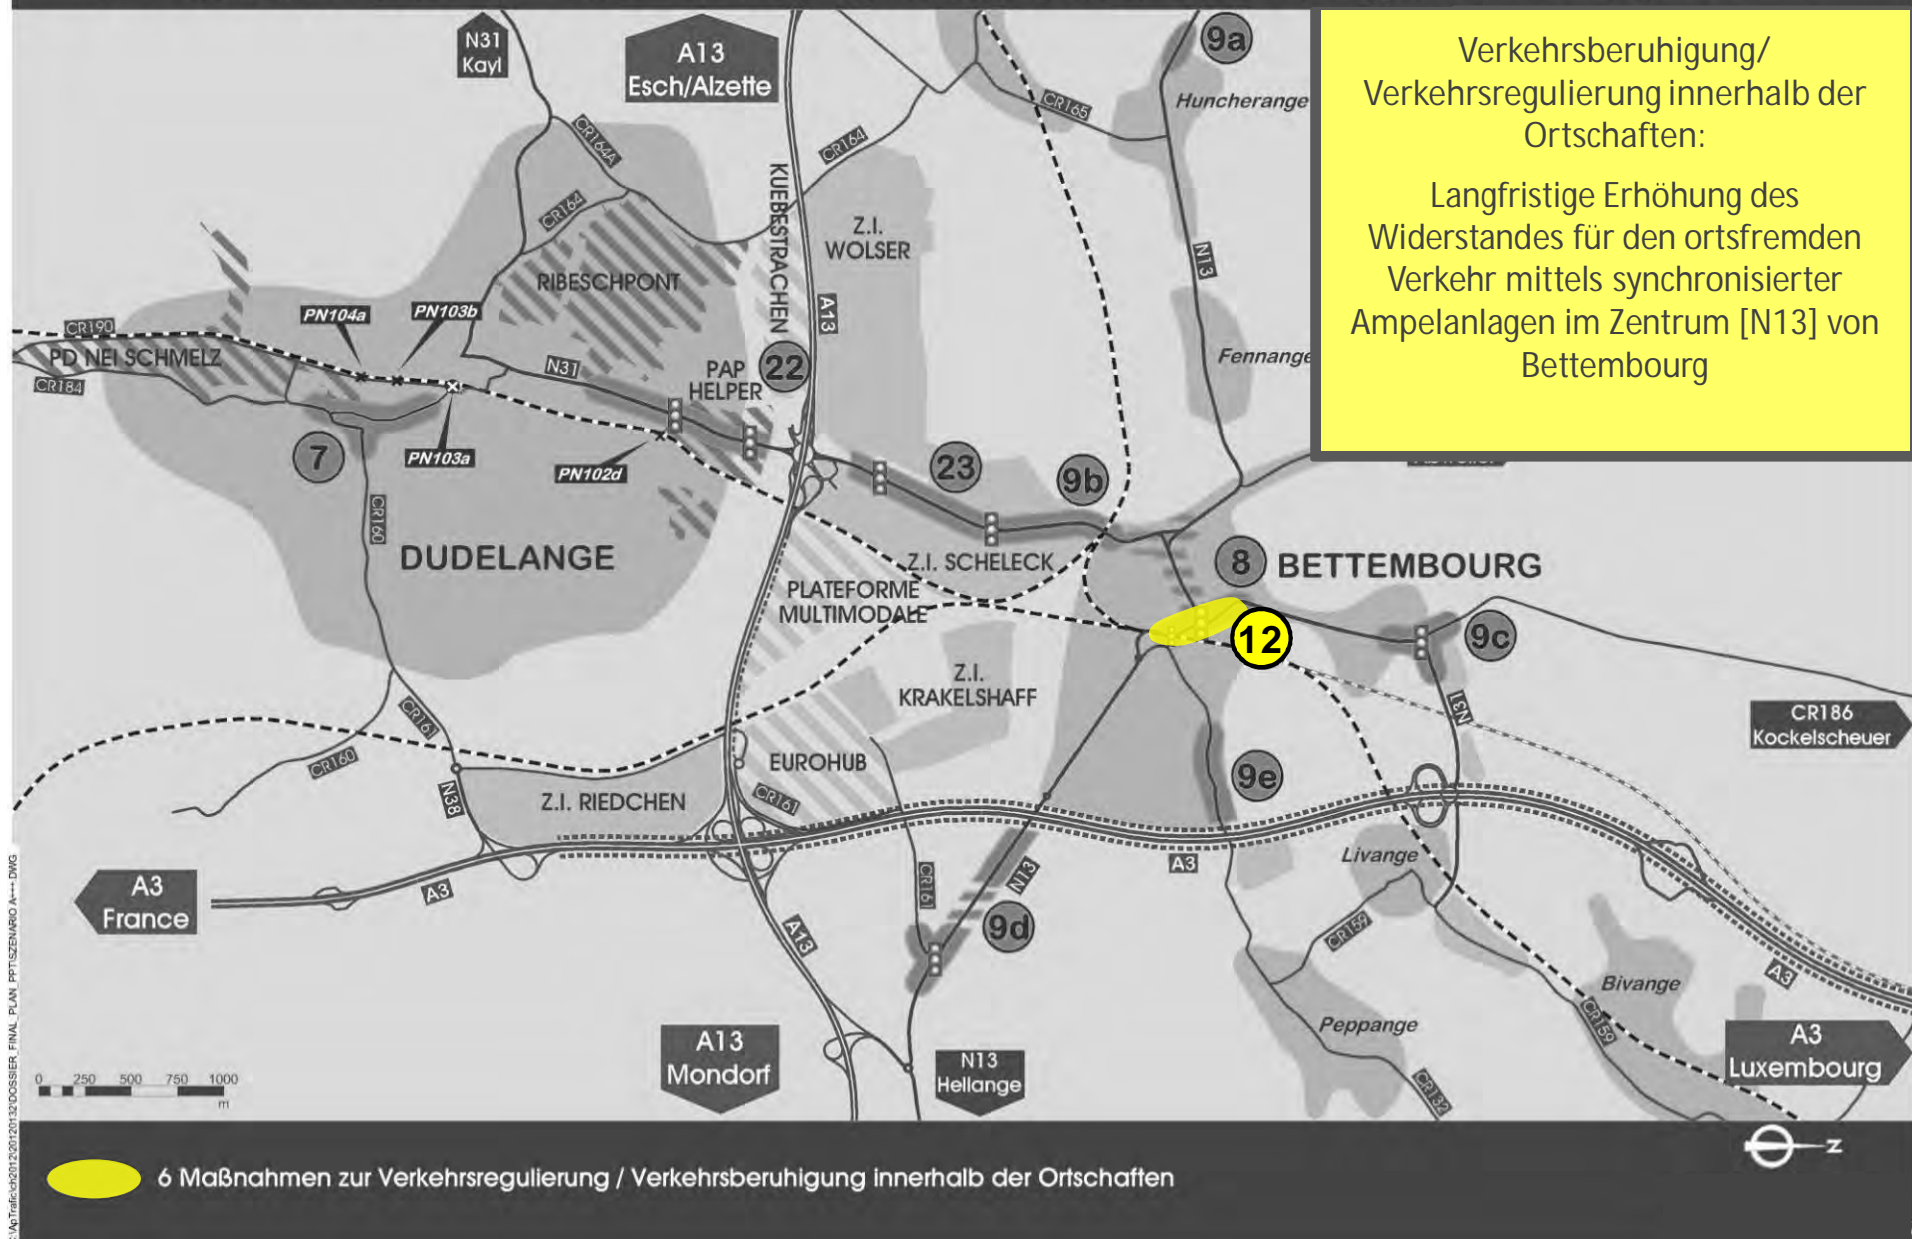 N31
Kayl
A13
Esch/Alzette
9a
Huncherange
CR165
CR164A
CR164
CR164
KUEBESTRACHEN
Z.I.
WOLSER
N13
RIBESCHPONT
A13
Verkehrsberuhigung/
Verkehrsregulierung innerhalb der
Ortschaften:
Langfristige Erhöhung des
Widerstandes für den ortsfremden
Verkehr mittels synchronisierter
Ampelanlagen im Zentrum [N13] von
Bettembourg
CR190
PN104a
PN103b
PD NEI SCHMELZ
CR184
N31
PAP
HELPER
22
Fennange
7
PN103a
PN102d
23
9b
CR160
DUDELANGE
Z.I. SCHELECK
8
BETTEMBOURG
PLATEFORME
MULTIMODALE
12
9c
Z.I.
KRAKELSHAFF
N31
CR186
Kockelscheuer
CR161
CR160
EUROHUB
9e
N38
Z.I. RIEDCHEN
CR161
A3
France
A3
CR161
N13
A3
Livange
9d
A13
CR159
A3
Bivange
Peppange
CR159
A13
Mondorf
N13
Hellange
A3
Luxembourg
CR132
0 250 500 750 1000
m
6 Maßnahmen zur Verkehrsregulierung / Verkehrsberuhigung innerhalb der Ortschaften
Z